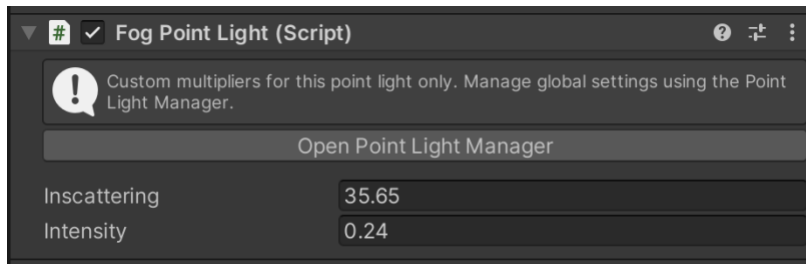 # Fog Point Light (Script)
Custom multipliers for this point light only. Manage global settings using the Point
Light Manager.
Open Point Light Manager
Inscattering 35.65
Intensity 0.24